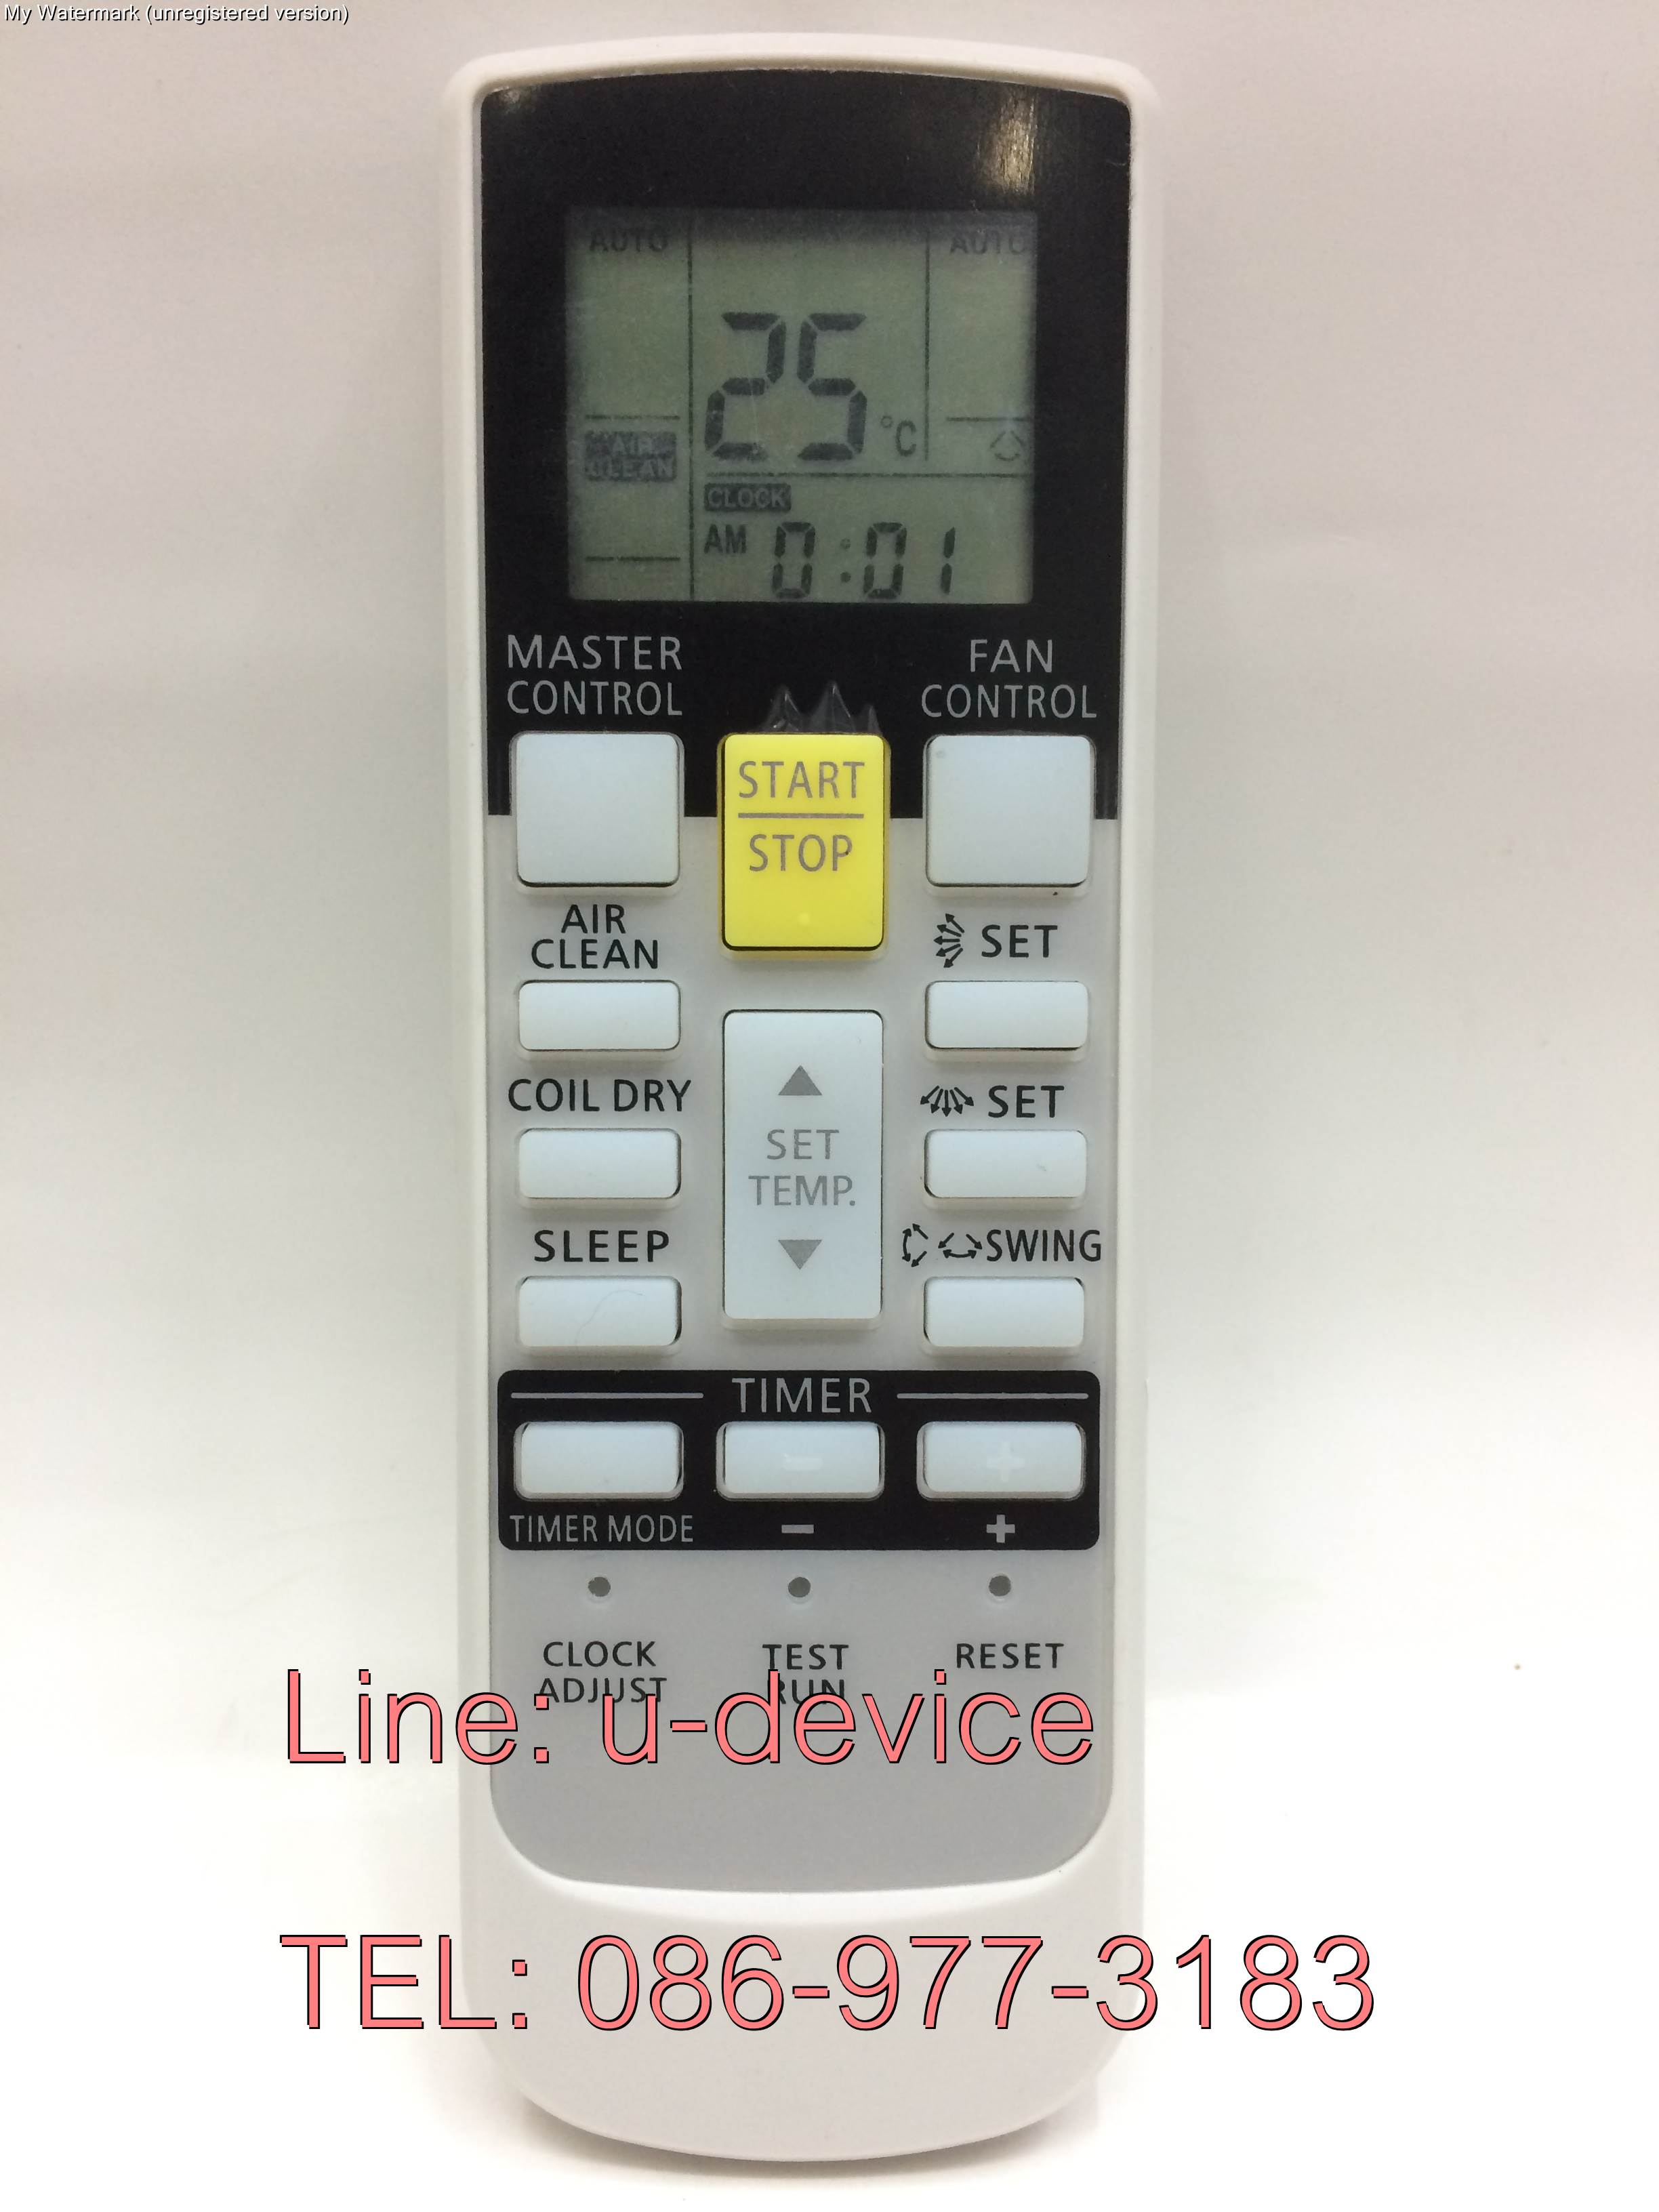 My Watermark (unregistered version)
AUTO AUTO
25 °C
AIR
CLEAN
CLOCK
AM 0:01
MASTER
CONTROL
FAN
CONTROL
START
STOP
AIR
CLEAN
SET
COIL DRY
▲
SET
TEMP.
▼
SET
SLEEP
SWING
TIMER
TIMER MODE
− +
CLOCK
ADJUST
TEST
RUN
RESET
Line: u-device
TEL: 086-977-3183